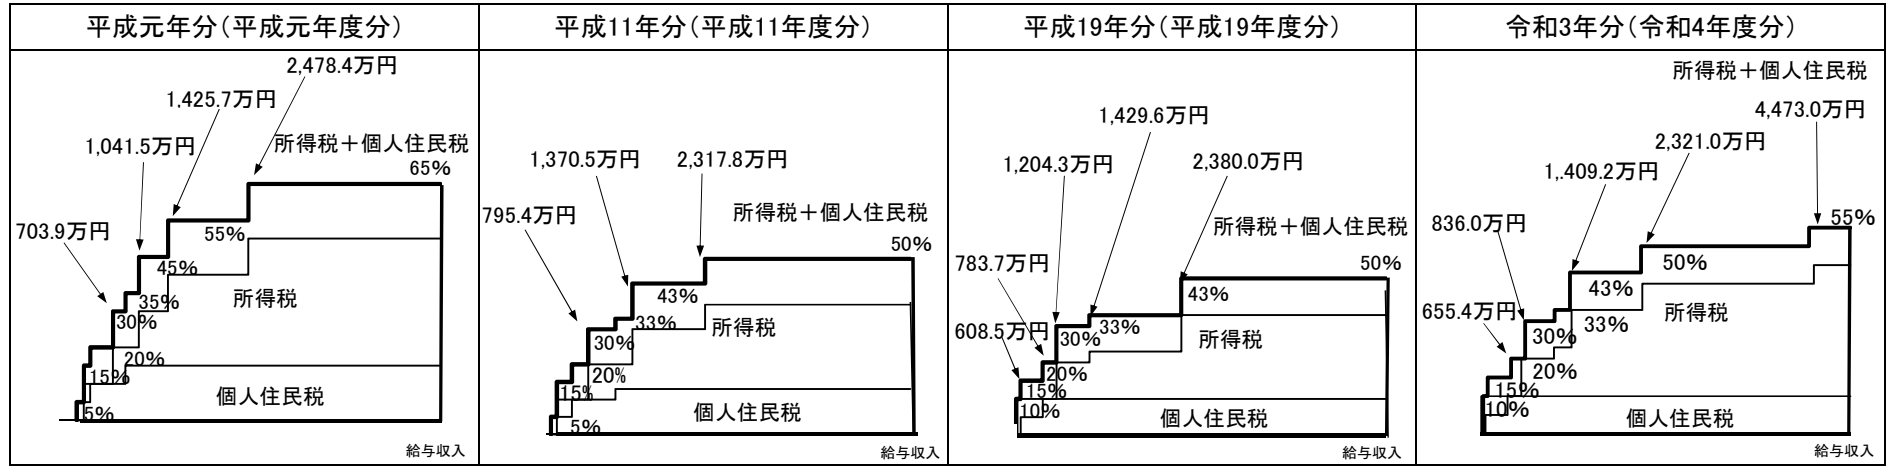 平成元年分（平成元年度分）
2,478.4万円
1,425.7万円
1,041.5万円
所得税＋個人住民税
65%
703.9万円
55%
45%
35%
所得税
30%
20%
15%
個人住民税
5%
給与収入
平成11年分（平成11年度分）
1,370.5万円
2,317.8万円
795.4万円
所得税＋個人住民税
50%
43%
33%
所得税
30%
20%
15%
個人住民税
5%
給与収入
平成19年分（平成19年度分）
1,429.6万円
1,204.3万円
2,380.0万円
所得税＋個人住民税
783.7万円
50%
43%
608.5万円
33%
30%
所得税
20%
15%
10%
個人住民税
給与収入
令和3年分（令和4年度分）
所得税＋個人住民税
4,473.0万円
2,321.0万円
1,.409.2万円
836.0万円
55%
50%
43%
655.4万円
所得税
33%
30%
20%
15%
10%
個人住民税
給与収入